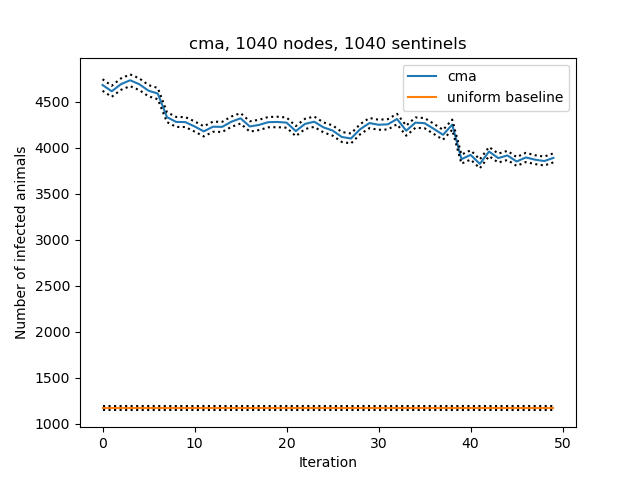 cma, 1040 nodes, 1040 sentinels
cma
uniform baseline
4500
4000
3500
3000
2500
2000
1500
1000
Number of infected animals
0 10 20 30 40 50
Iteration